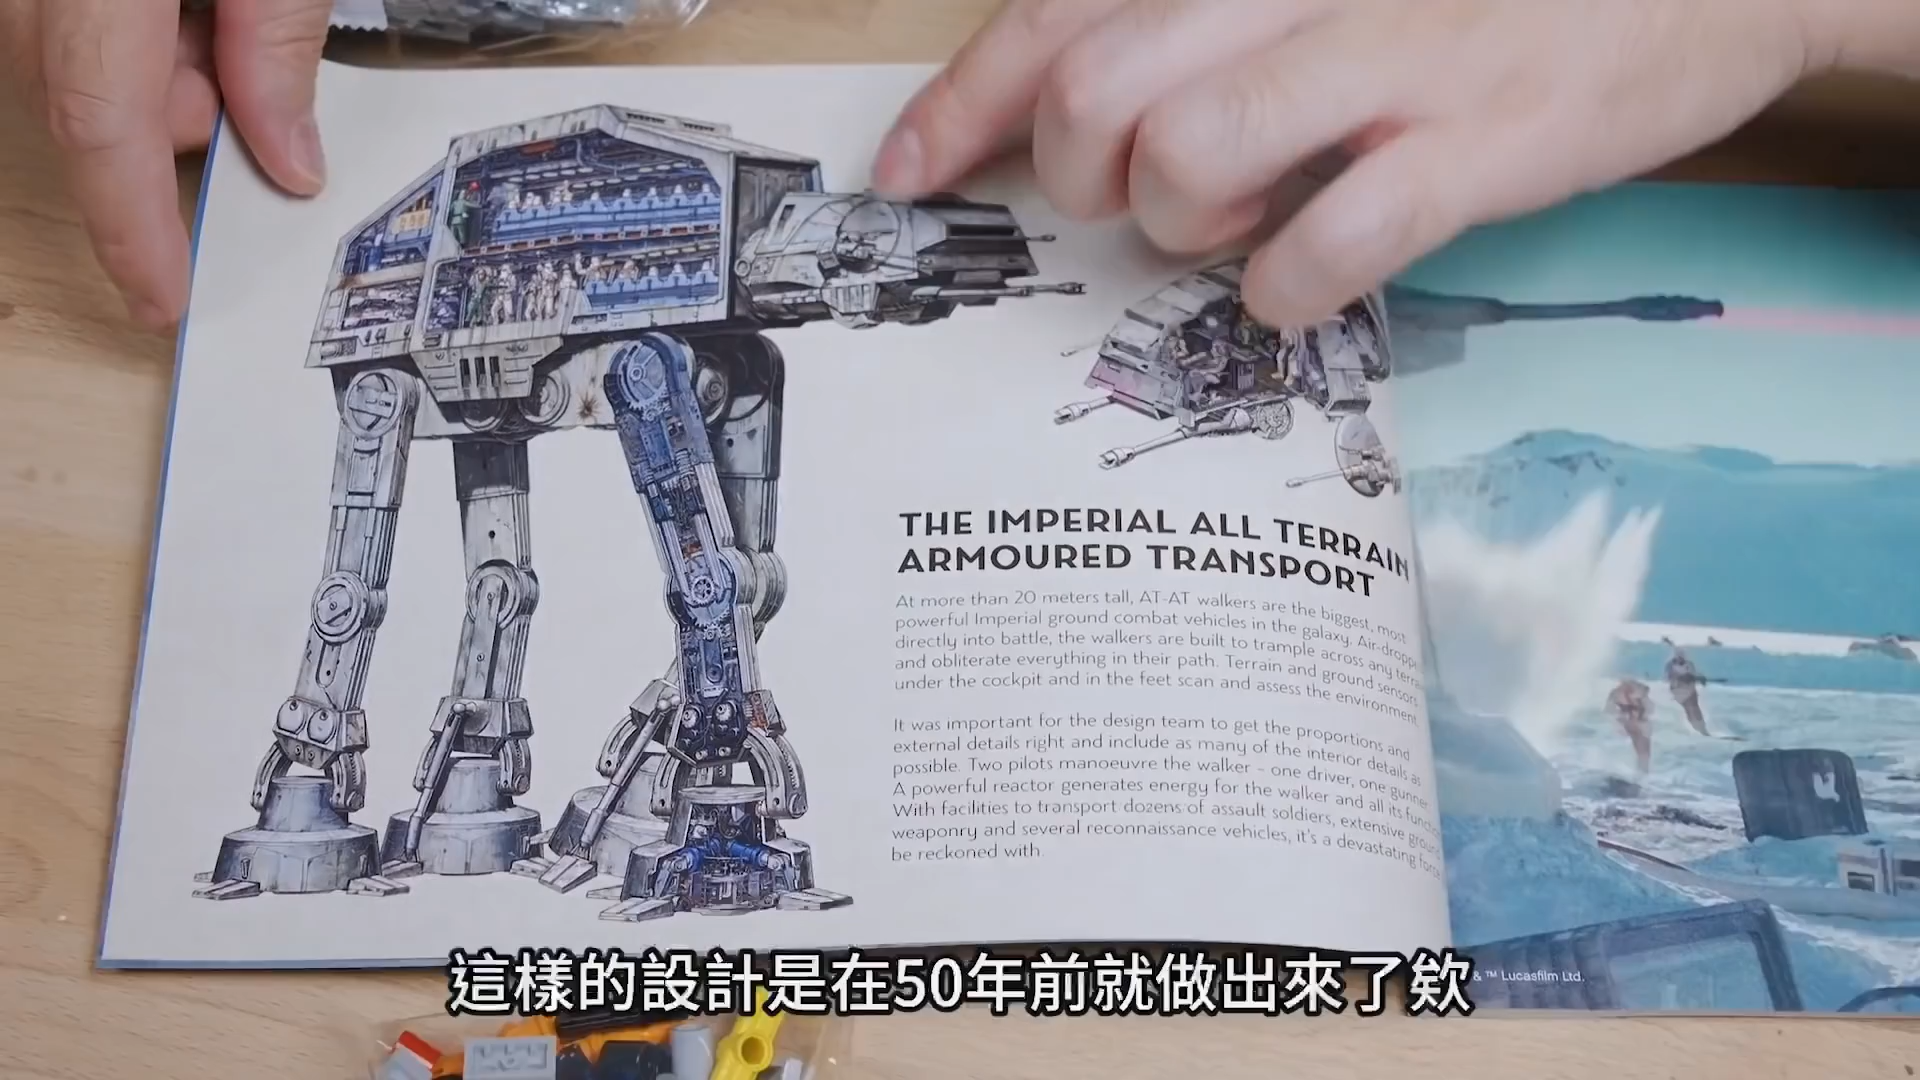 THE IMPERIAL ALL TERRAIN
ARMOURED TRANSPORT
At more than 20 meters tall, AT-AT walkers are the biggest, most
powerful Imperial ground combat vehicles in the galaxy. Air-dropp
directly into battle, the walkers are built to trample across any terra
and obliterate everything in their path. Terrain and ground sensors
under the cockpit and in the feet scan and assess the environment.
It was important for the design team to get the proportions and
external details right and include as many of the interior details as
possible. Two pilots manoeuvre the walker – one driver, one gunner.
A powerful reactor generates energy for the walker and all its functio
With facilities to transport dozens of assault soldiers, extensive groun
weaponry and several reconnaissance vehicles, it's a devastating force
be reckoned with.
& ™ Lucasfilm Ltd.
這樣的設計是在50年前就做出來了欸